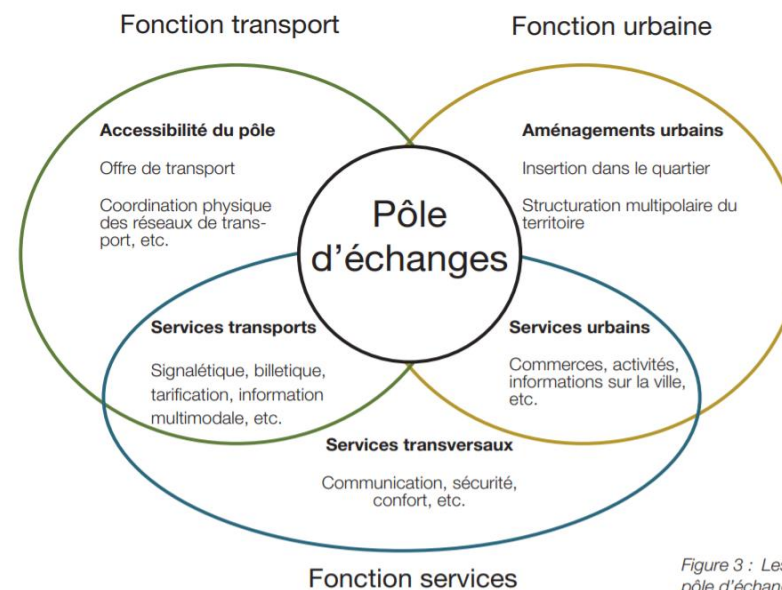 Fonction transport
Fonction urbaine
Accessibilité du pôle
Offre de transport
Coordination physique
des réseaux de trans-
port, etc.
Aménagements urbains
Insertion dans le quartier
Structuration multipolaire du
territoire
Pôle
d'échanges
Services transports
Signalétique, billetique,
tarification, information
multimodale, etc.
Services urbains
Commerces, activités,
informations sur la ville,
etc.
Services transversaux
Communication, sécurité,
confort, etc.
Fonction services
Figure 3 : Les
pôle d'échan